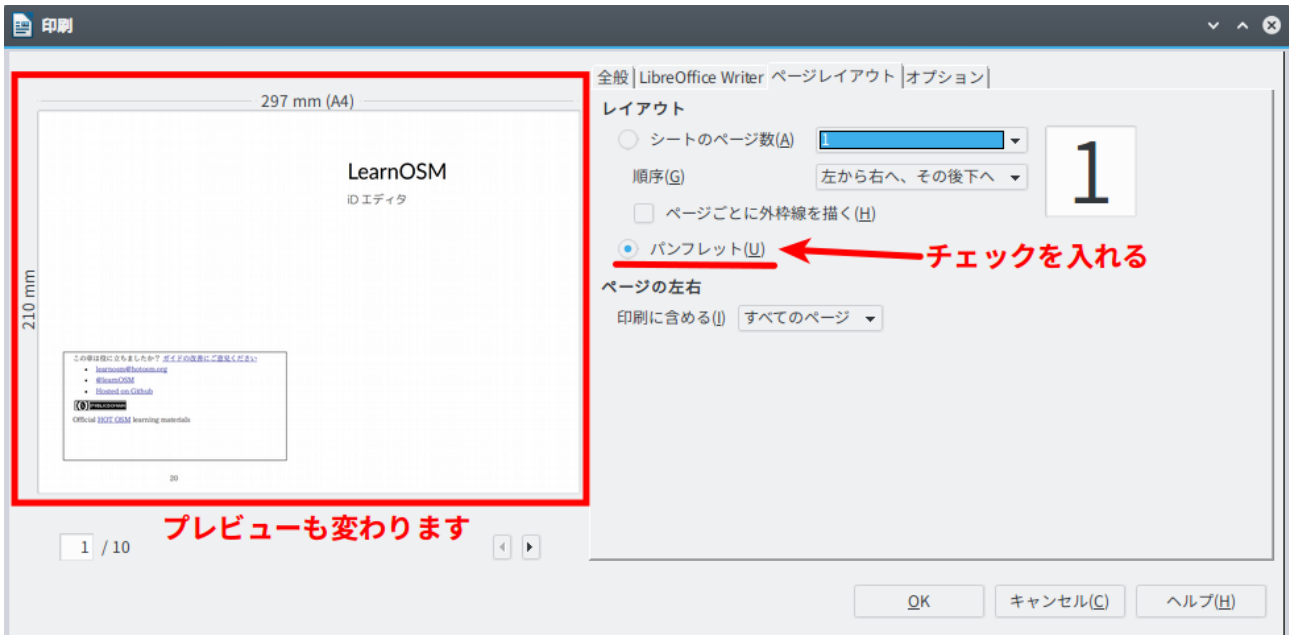 印刷
全般 LibreOffice Writer ページレイアウト オプション
297 mm (A4)
210 mm
LearnOSM
iD エディタ
この章は役に立ちましたか? ガイドの改善にご意見ください
learnosm@hotosm.org
@learnOSM
Hosted on Github
PUBLIC DOMAIN
Official HOT OSM learning materials
20
プレビューも変わります
1 / 10
レイアウト
シートのページ数(A) 1
1
順序(G) 左から右へ、その後下へ
ページごとに外枠線を描く(H)
パンフレット(U)
チェックを入れる
ページの左右
印刷に含める(I) すべてのページ
OK キャンセル(C) ヘルプ(H)